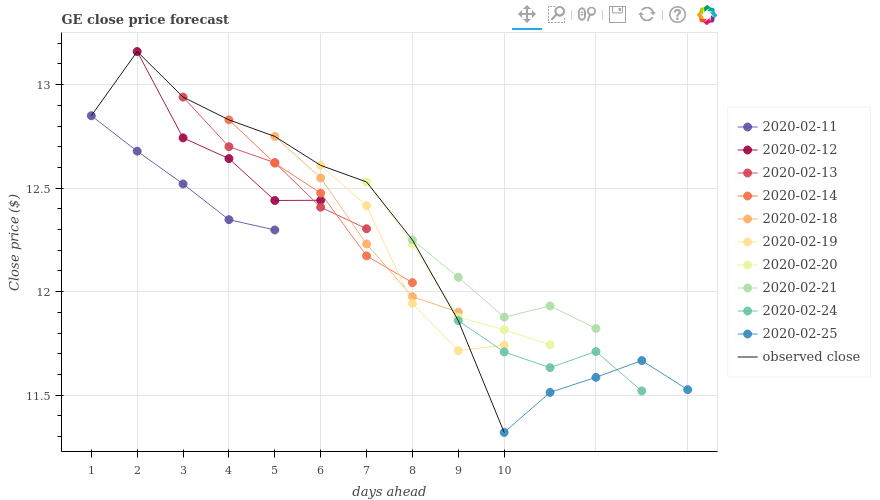 GE close price forecast
Close price ($)
13
12.5
12
11.5
1 2 3 4 5 6 7 8 9 10
days ahead
2020-02-11
2020-02-12
2020-02-13
2020-02-14
2020-02-18
2020-02-19
2020-02-20
2020-02-21
2020-02-24
2020-02-25
observed close